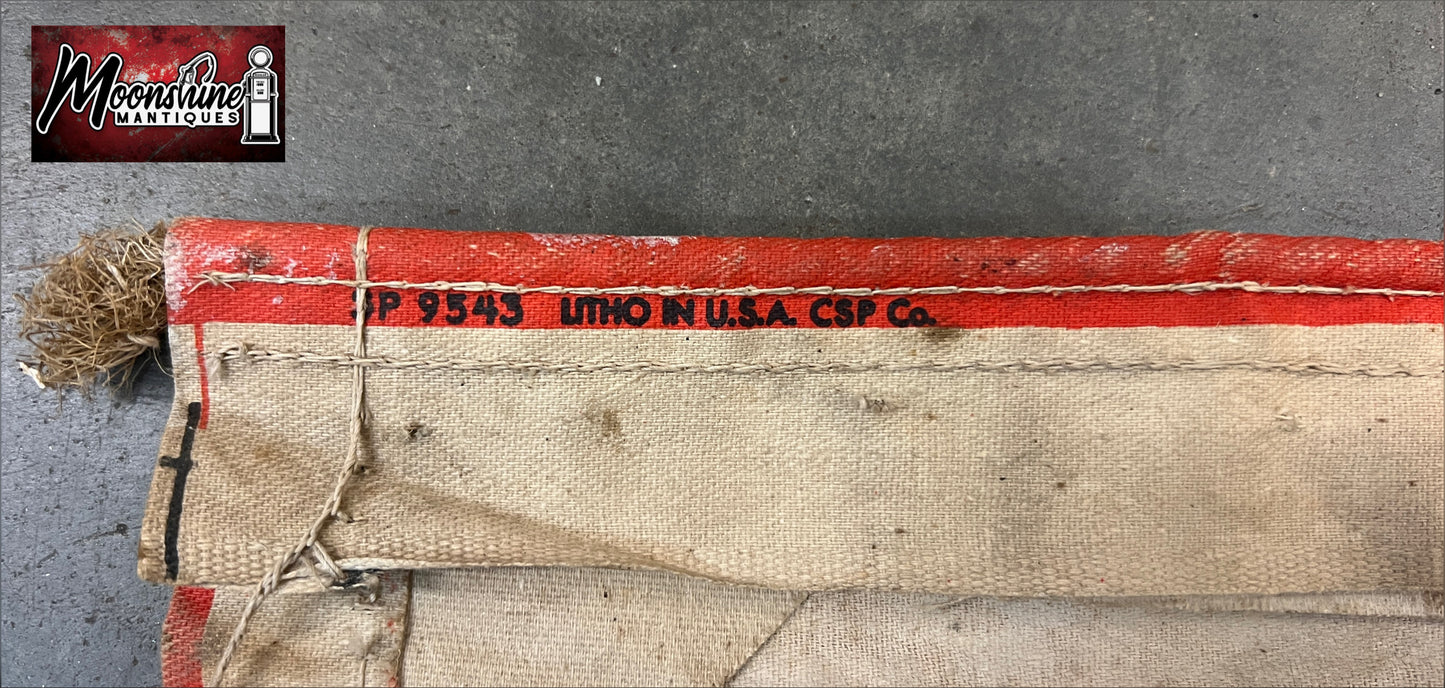 Moonshine
MANTIQUES
SP 9543 LITHO IN U.S.A. CSP Co.